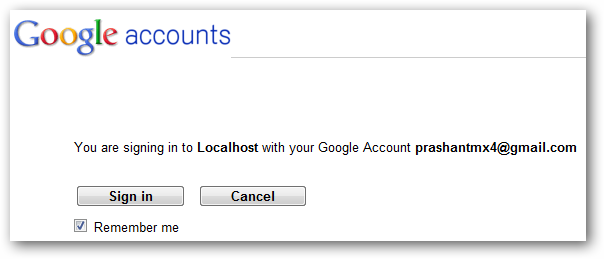 Google accounts
You are signing in to Localhost with your Google Account prashantmx4@gmail.com
Sign in Cancel
Remember me